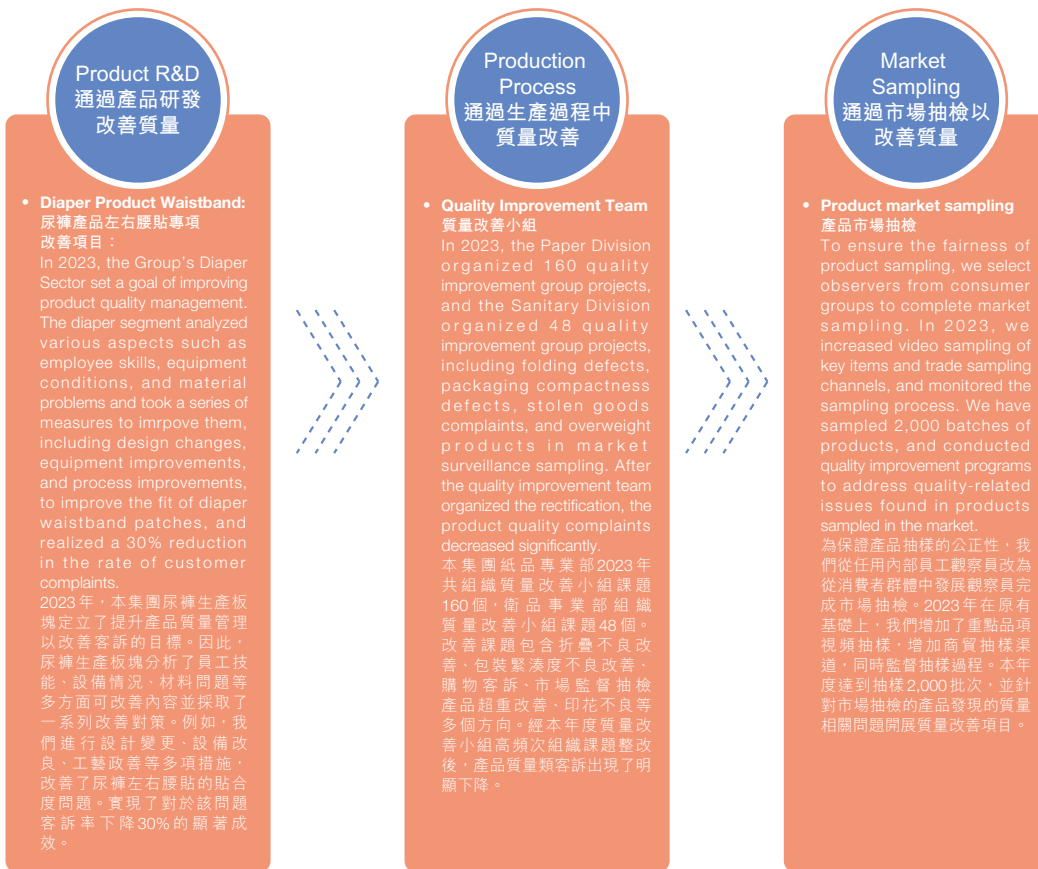 Product R&D
通過產品研發
改善質量
• Diaper Product Waistband:
尿褲產品左右腰貼專項
改善項目：
In 2023, the Group's Diaper
Sector set a goal of improving
product quality management.
The diaper segment analyzed
various aspects such as
employee skills, equipment
conditions, and material
problems and took a series of
measures to imrpove them,
including design changes,
equipment improvements,
and process improvements,
to improve the fit of diaper
waistband patches, and
realized a 30% reduction
in the rate of customer
complaints.
2023年，本集團尿褲生產板
塊定立了提升產品質量管理
以改善客訴的目標。因此，
尿褲生產板塊分析了員工技
能、設備情況、材料問題等
多方面可改善內容並採取了
一系列改善對策。例如，我
們進行設計變更、設備改
良、工藝政善等多項措施，
改善了尿褲左右腰貼的貼合
度問題。實現了對於該問題
客訴率下降30%的顯著成
效。
Production
Process
通過生產過程中
質量改善
• Quality Improvement Team
質量改善小組
In 2023, the Paper Division
organized 160 quality
improvement group projects,
and the Sanitary Division
organized 48 quality
improvement group projects,
including folding defects,
packaging compactness
defects, stolen goods
complaints, and overweight
products in market
surveillance sampling. After
the quality improvement team
organized the rectification, the
product quality complaints
decreased significantly.
本集團紙品專業部2023年
共組織質量改善小組課題
160個，衛品事業部組織
質量改善小組課題48個。
改善課題包含折疊不良改
善、包裝緊湊度不良改善、
購物客訴、市場監督抽檢
產品超重改善、印花不良等
多個方向。經本年度質量改
善小組高頻次組織課題整改
後，產品質量類客訴出現了明
顯下降。
Market
Sampling
通過市場抽檢以
改善質量
• Product market sampling
產品市場抽檢
To ensure the fairness of
product sampling, we select
observers from consumer
groups to complete market
sampling. In 2023, we
increased video sampling of
key items and trade sampling
channels, and monitored the
sampling process. We have
sampled 2,000 batches of
products, and conducted
quality improvement programs
to address quality-related
issues found in products
sampled in the market.
為保證產品抽樣的公正性，我
們從任用內部員工觀察員改為
從消費者群體中發展觀察員完
成市場抽檢。2023年在原有
基礎上，我們增加了重點品項
視頻抽樣，增加商貿抽樣渠
道，同時監督抽樣過程。本年
度達到抽樣2,000批次，並針
對市場抽檢的產品發現的質量
相關問題開展質量改善項目。